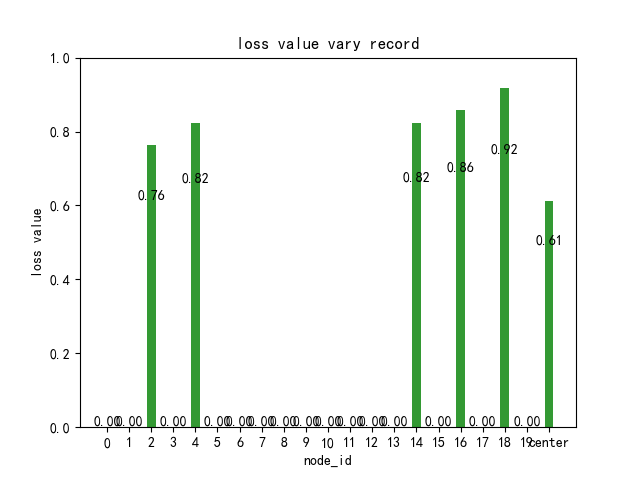 loss value vary record
1.0
0.8
0.6
0.4
0.2
0.0
loss value
0.00 0.00 0.76 0.00 0.82 0.00 0.00 0.00 0.00 0.00 0.00 0.00 0.00 0.00 0.82 0.00 0.86 0.00 0.92 0.00 0.61
0 1 2 3 4 5 6 7 8 9 10 11 12 13 14 15 16 17 18 19 center
node_id